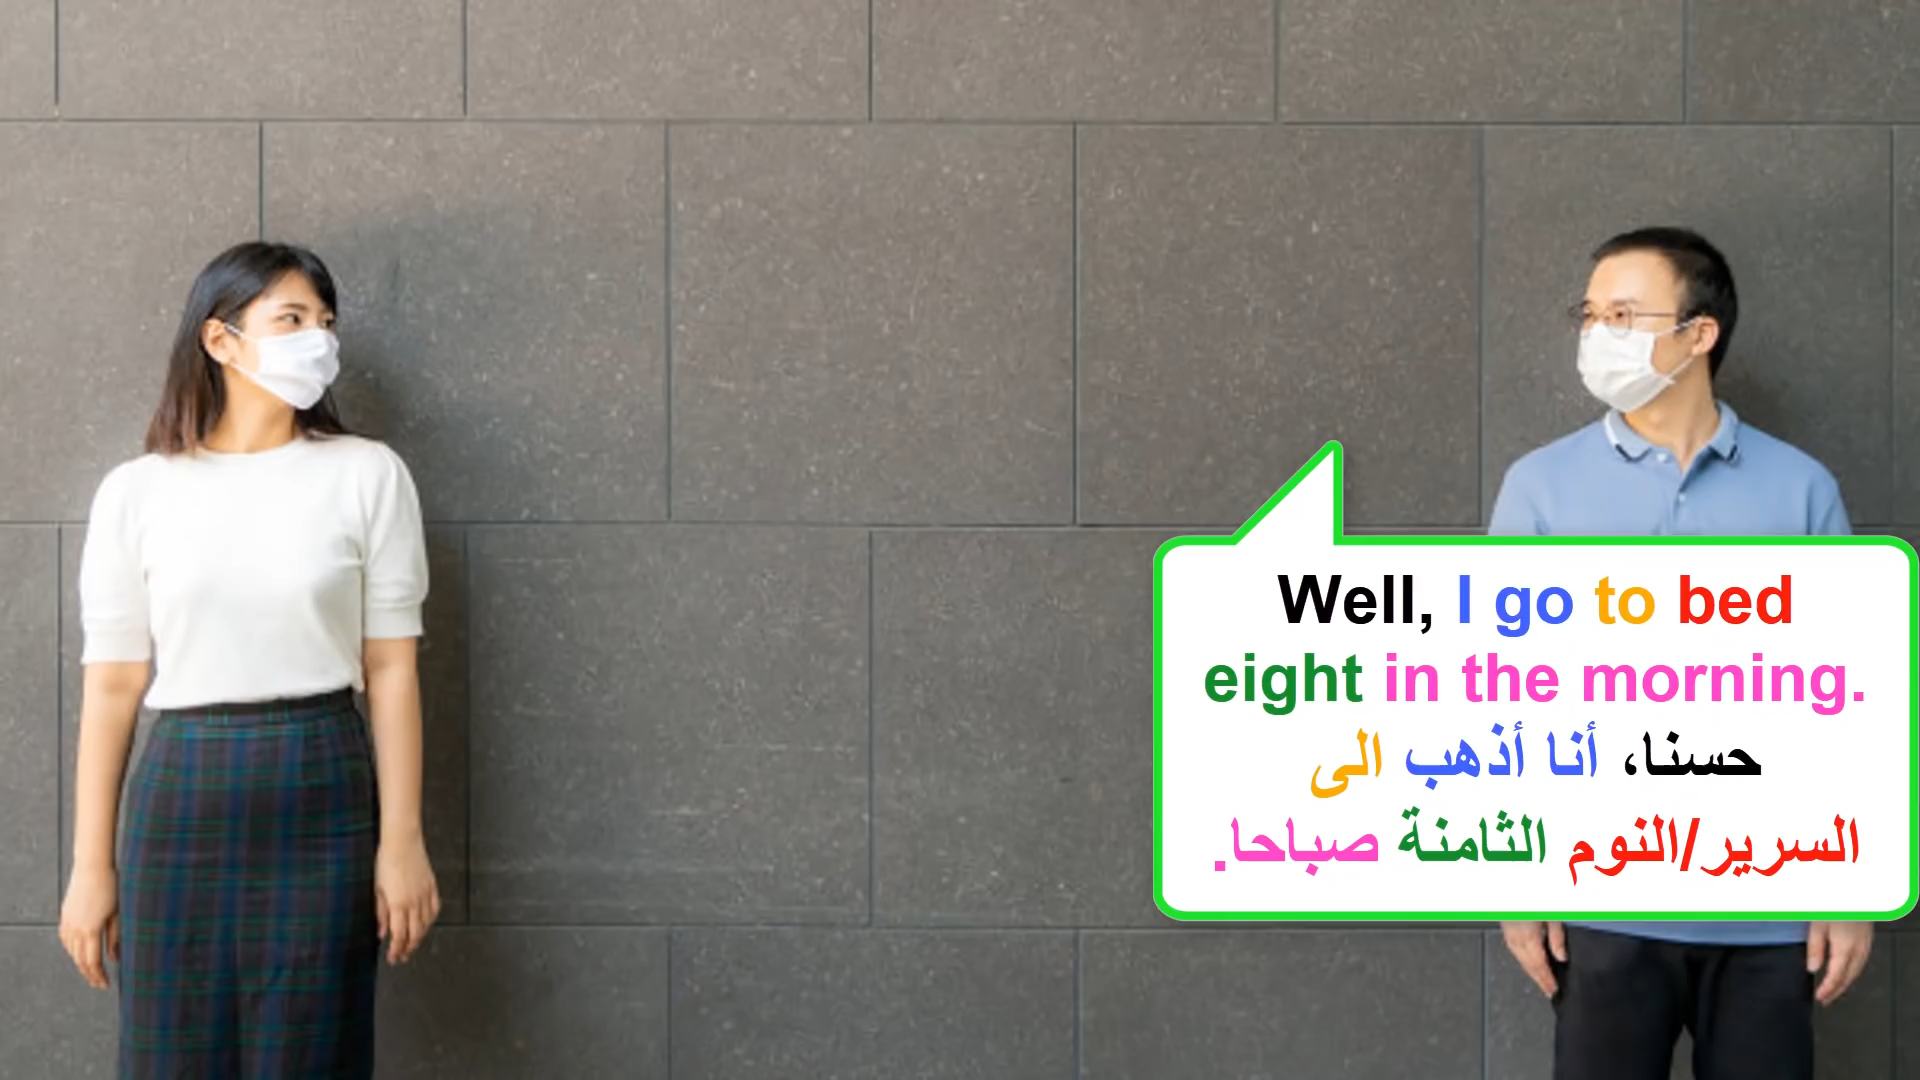 Well, I go to bed
eight in the morning.
حسنا، أنا أذهب الى
السرير/النوم الثامنة صباحا.